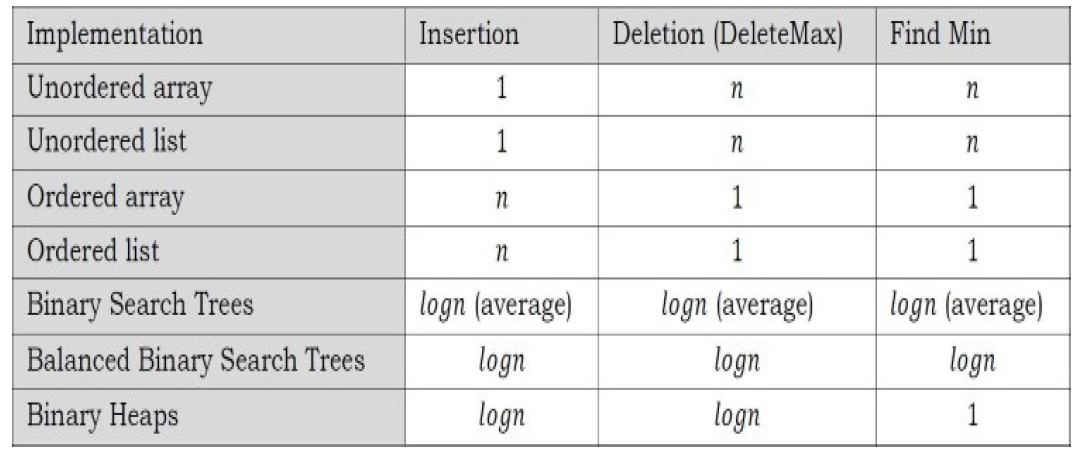 Implementation Insertion Deletion (DeleteMax) Find Min
Unordered array 1 n n
Unordered list 1 n n
Ordered array n 1 1
Ordered list n 1 1
Binary Search Trees logn (average) logn (average) logn (average)
Balanced Binary Search Trees logn logn logn
Binary Heaps logn logn 1